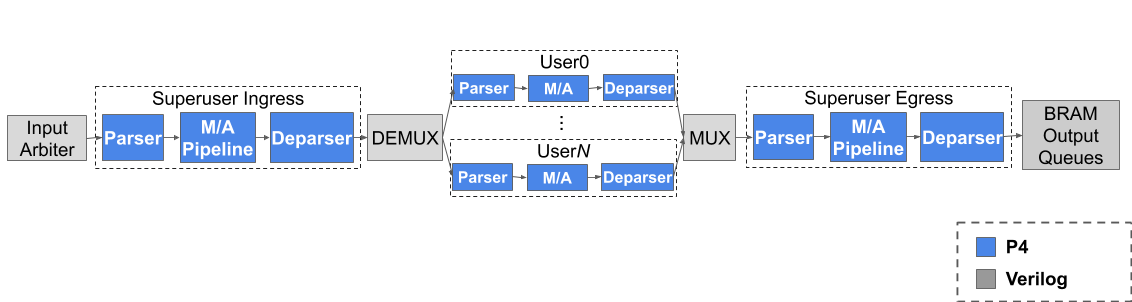 Input
Arbiter
Superuser Ingress
Parser
M/A
Pipeline
Deparser
DEMUX
User0
Parser
M/A
Deparser
...
UserN
Parser
M/A
Deparser
MUX
Superuser Egress
Parser
M/A
Pipeline
Deparser
BRAM
Output
Queues
P4
Verilog